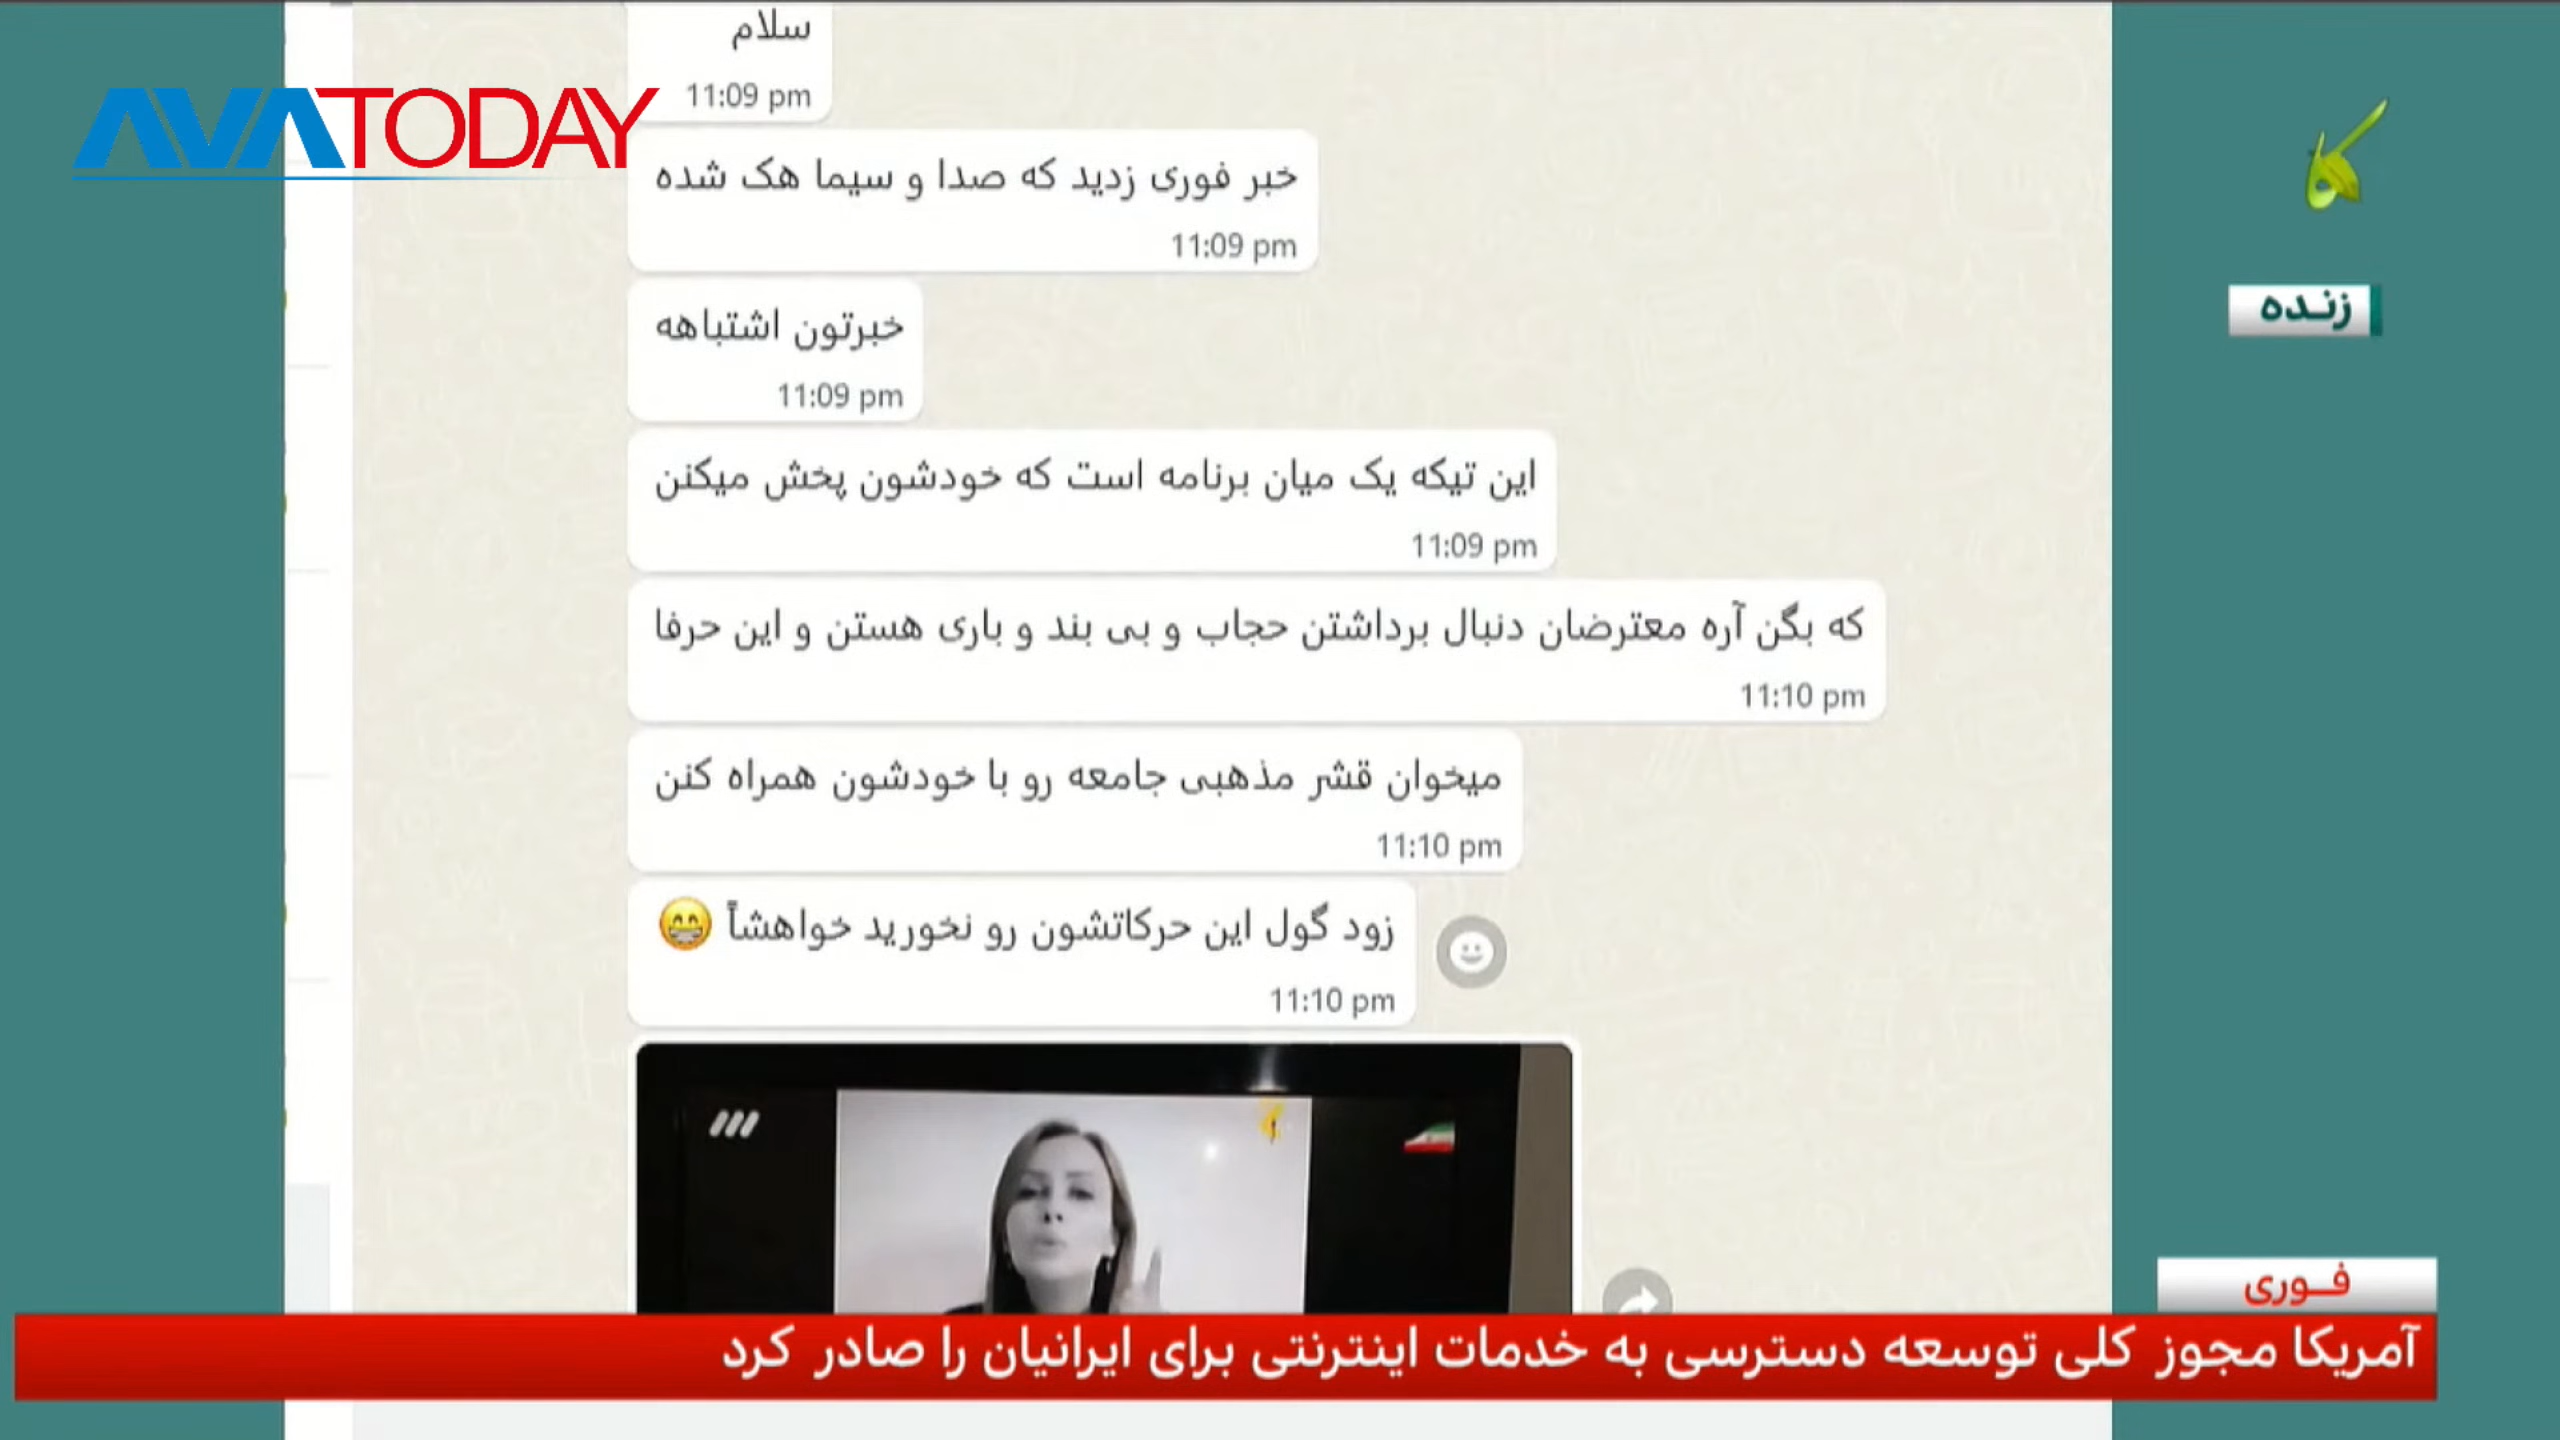 سلام
11:09 pm
AVATODAY
خبر فوری زدید که صدا و سیما هک شده
11:09 pm
زنده
خبرتون اشتباهه
11:09 pm
این تیکه یک میان برنامه است که خودشون پخش میکنن
11:09 pm
که بگن آره معترضان دنبال برداشتن حجاب و بی بند و باری هستن و این حرفا
11:10 pm
میخوان قشر مذهبی جامعه رو با خودشون همراه کنن
11:10 pm
زود گول این حرکاتشون رو نخورید خواهشاً 😁
11:10 pm
فـوری
آمریکا مجوز کلی توسعه دسترسی به خدمات اینترنتی برای ایرانیان را صادر کرد